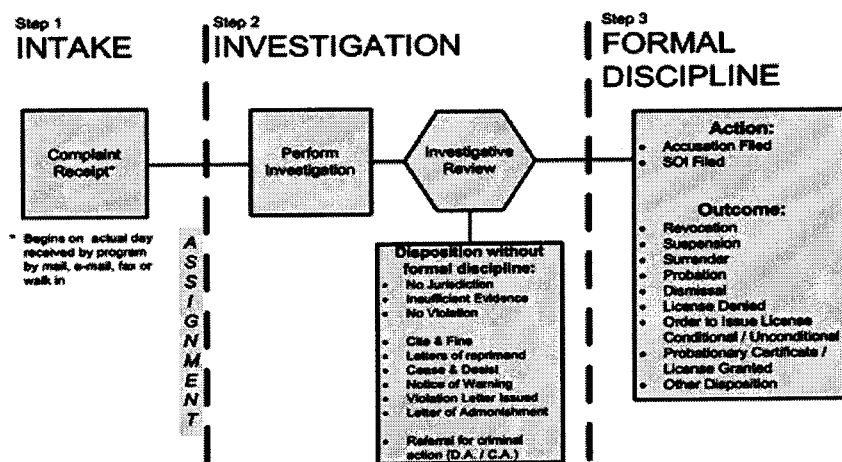 Step 1
INTAKE
Step 2
INVESTIGATION
Step 3
FORMAL
DISCIPLINE
Complaint
Receipt*
* Begins on actual day
received by program
by mail, e-mail, fax or
walk in
ASSIGNMENT
Perform
Investigation
Investigative
Review
Disposition without
formal discipline:
• No Jurisdiction
• Insufficient Evidence
• No Violation
• Cite & Fine
• Letters of reprimand
• Cease & Desist
• Notice of Warning
• Violation Letter Issued
• Letter of Admonishment
• Referral for criminal
action (D.A. / C.A.)
Action:
• Accusation Filed
• SOI Filed
Outcome:
• Revocation
• Suspension
• Surrender
• Probation
• Dismissal
• License Denied
• Order to Issue License
Conditional / Unconditional
• Probationary Certificate /
License Granted
• Other Disposition